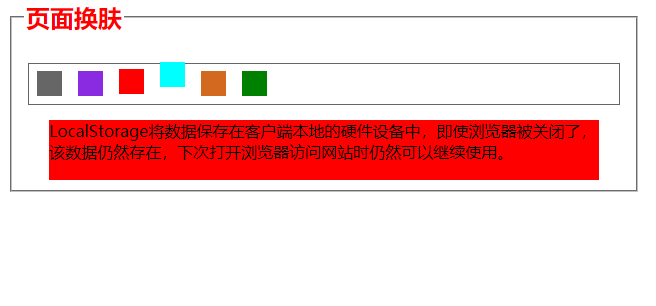 页面换肤
LocalStorage将数据保存在客户端本地的硬件设备中，即使浏览器被关闭了，
该数据仍然存在，下次打开浏览器访问网站时仍然可以继续使用。